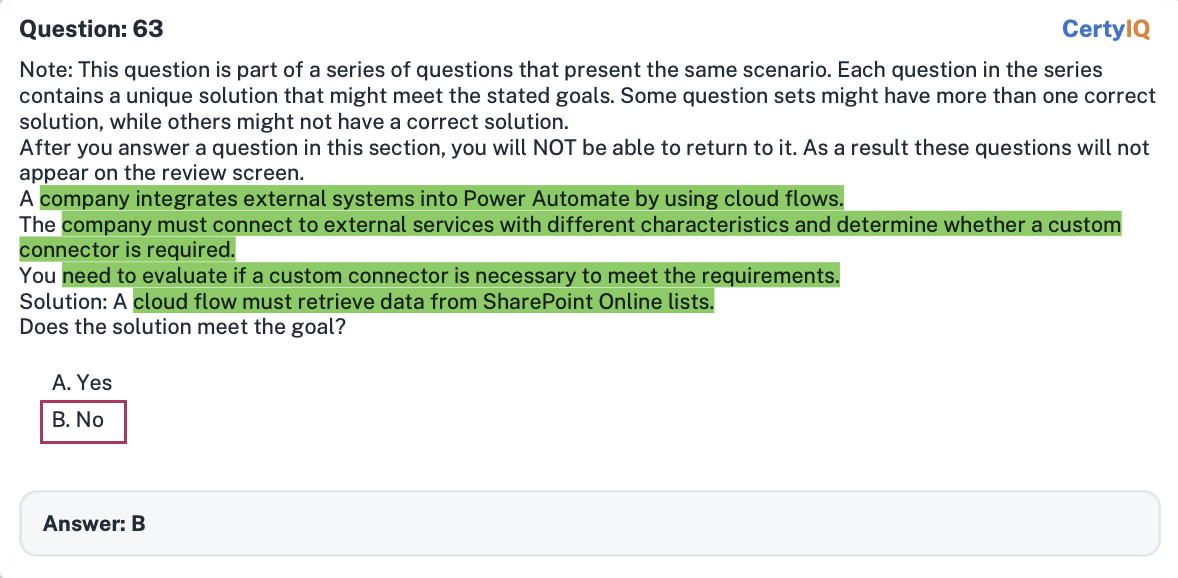 Question: 63
CertyIQ
Note: This question is part of a series of questions that present the same scenario. Each question in the series
contains a unique solution that might meet the stated goals. Some question sets might have more than one correct
solution, while others might not have a correct solution.
After you answer a question in this section, you will NOT be able to return to it. As a result these questions will not
appear on the review screen.
A company integrates external systems into Power Automate by using cloud flows.
The company must connect to external services with different characteristics and determine whether a custom
connector is required.
You need to evaluate if a custom connector is necessary to meet the requirements.
Solution: A cloud flow must retrieve data from SharePoint Online lists.
Does the solution meet the goal?
A. Yes
B. No
Answer: B